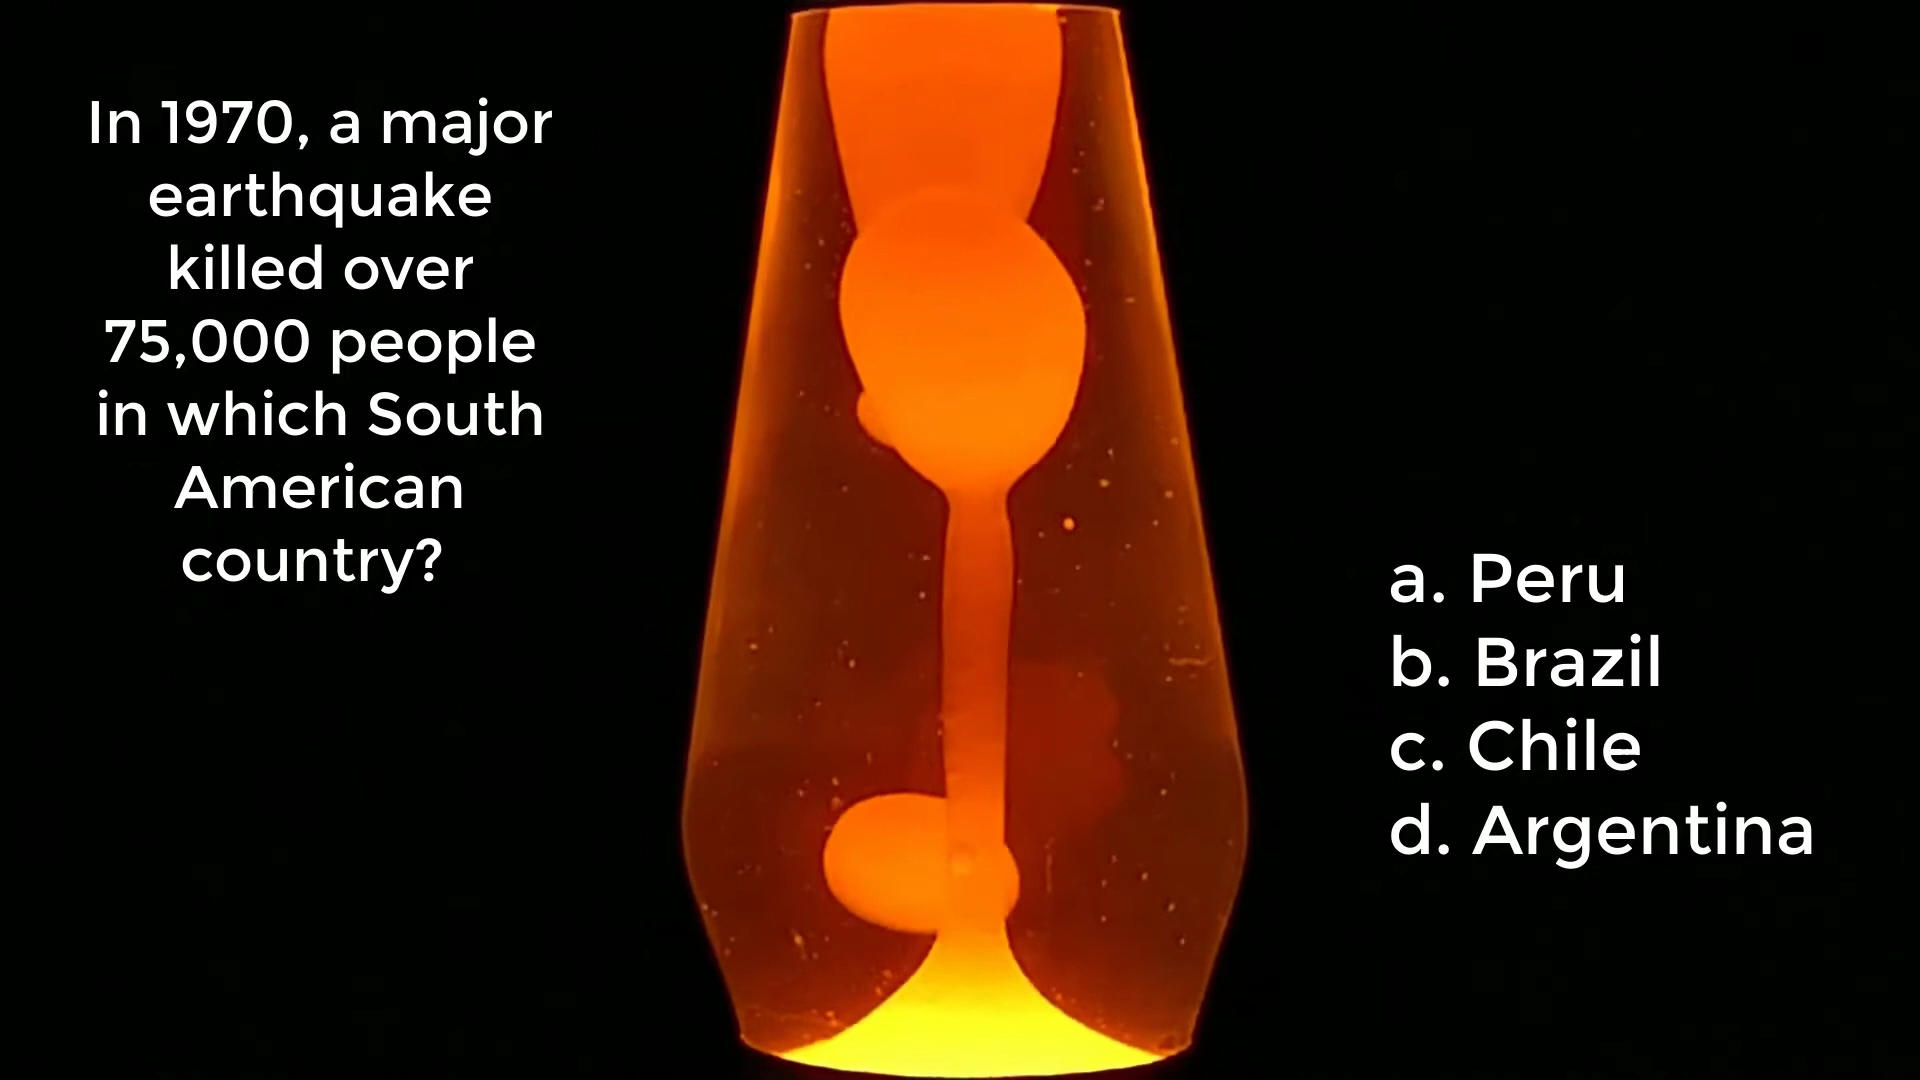 In 1970, a major
earthquake
killed over
75,000 people
in which South
American
country?
a. Peru
b. Brazil
c. Chile
d. Argentina